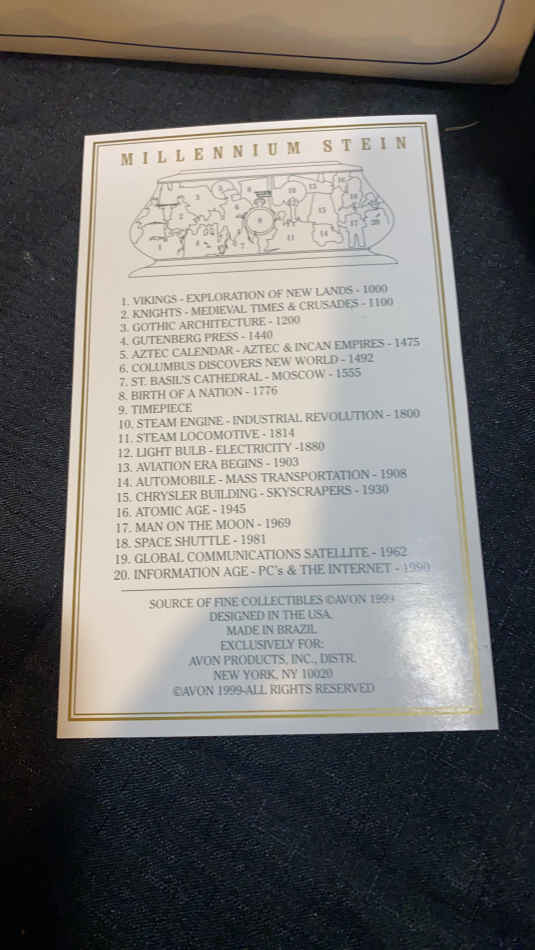 MILLENNIUM STEIN
1. VIKINGS - EXPLORATION OF NEW LANDS - 1000
2. KNIGHTS - MEDIEVAL TIMES & CRUSADES - 1100
3. GOTHIC ARCHITECTURE - 1200
4. GUTENBERG PRESS - 1440
5. AZTEC CALENDAR - AZTEC & INCAN EMPIRES - 1475
6. COLUMBUS DISCOVERS NEW WORLD - 1492
7. ST. BASIL'S CATHEDRAL - MOSCOW - 1555
8. BIRTH OF A NATION - 1776
9. TIMEPIECE
10. STEAM ENGINE - INDUSTRIAL REVOLUTION - 1800
11. STEAM LOCOMOTIVE - 1814
12. LIGHT BULB - ELECTRICITY -1880
13. AVIATION ERA BEGINS - 1903
14. AUTOMOBILE - MASS TRANSPORTATION - 1908
15. CHRYSLER BUILDING - SKYSCRAPERS - 1930
16. ATOMIC AGE - 1945
17. MAN ON THE MOON - 1969
18. SPACE SHUTTLE - 1981
19. GLOBAL COMMUNICATIONS SATELLITE - 1962
20. INFORMATION AGE - PC's & THE INTERNET - 1990
SOURCE OF FINE COLLECTIBLES ©AVON 1999
DESIGNED IN THE USA.
MADE IN BRAZIL
EXCLUSIVELY FOR:
AVON PRODUCTS, INC., DISTR.
NEW YORK, NY 10020
©AVON 1999-ALL RIGHTS RESERVED